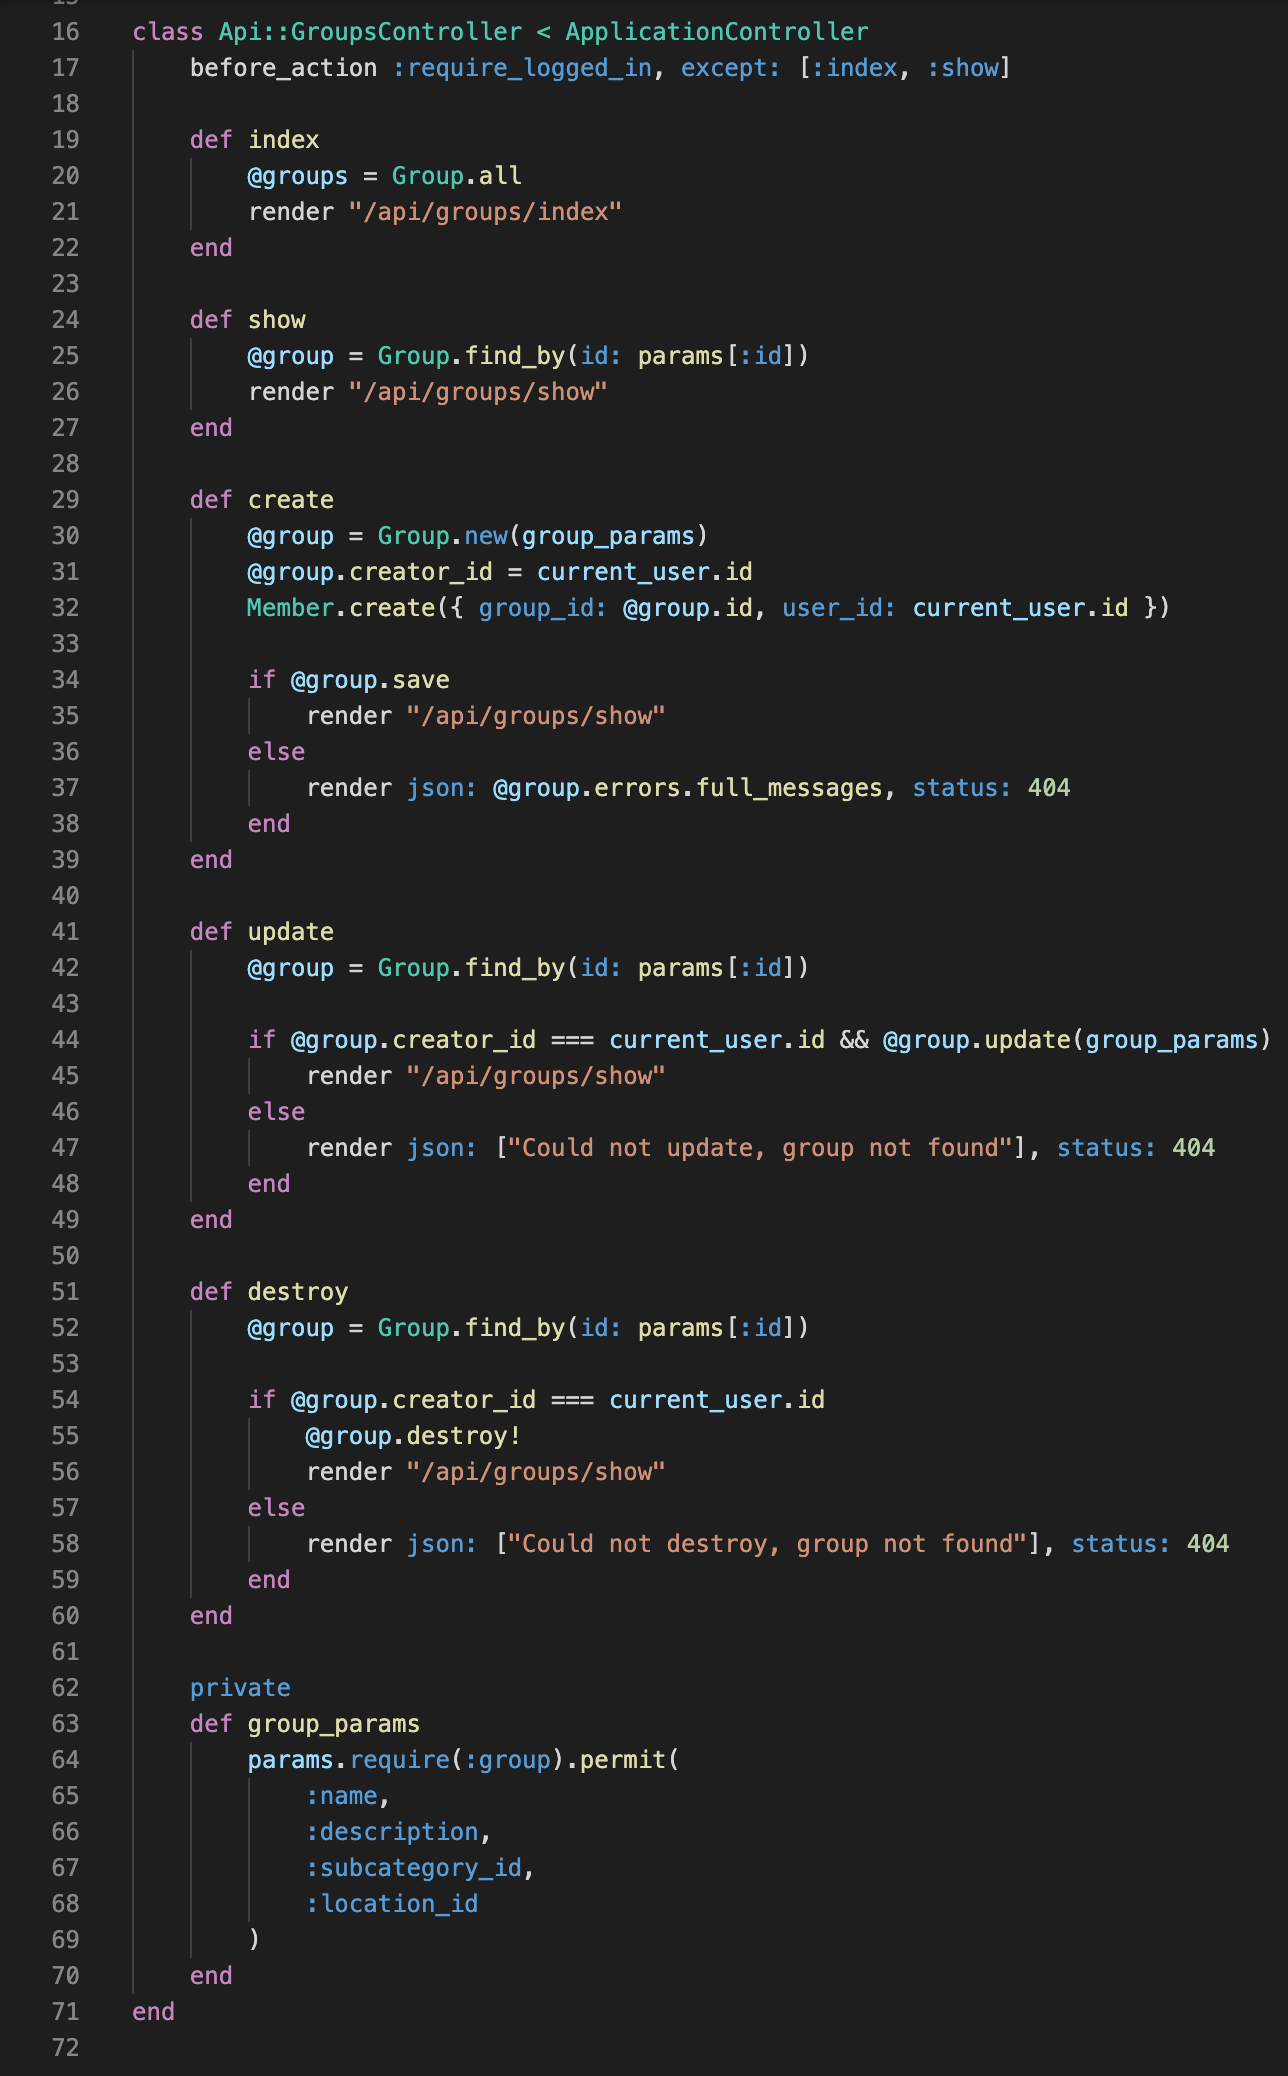 16 class Api::GroupsController < ApplicationController
17     before_action :require_logged_in, except: [:index, :show]
18
19     def index
20         @groups = Group.all
21         render "/api/groups/index"
22     end
23
24     def show
25         @group = Group.find_by(id: params[:id])
26         render "/api/groups/show"
27     end
28
29     def create
30         @group = Group.new(group_params)
31         @group.creator_id = current_user.id
32         Member.create({ group_id: @group.id, user_id: current_user.id })
33
34         if @group.save
35             render "/api/groups/show"
36         else
37             render json: @group.errors.full_messages, status: 404
38         end
39     end
40
41     def update
42         @group = Group.find_by(id: params[:id])
43
44         if @group.creator_id === current_user.id && @group.update(group_params)
45             render "/api/groups/show"
46         else
47             render json: ["Could not update, group not found"], status: 404
48         end
49     end
50
51     def destroy
52         @group = Group.find_by(id: params[:id])
53
54         if @group.creator_id === current_user.id
55             @group.destroy!
56             render "/api/groups/show"
57         else
58             render json: ["Could not destroy, group not found"], status: 404
59         end
60     end
61
62     private
63     def group_params
64         params.require(:group).permit(
65             :name,
66             :description,
67             :subcategory_id,
68             :location_id
69         )
70     end
71 end
72